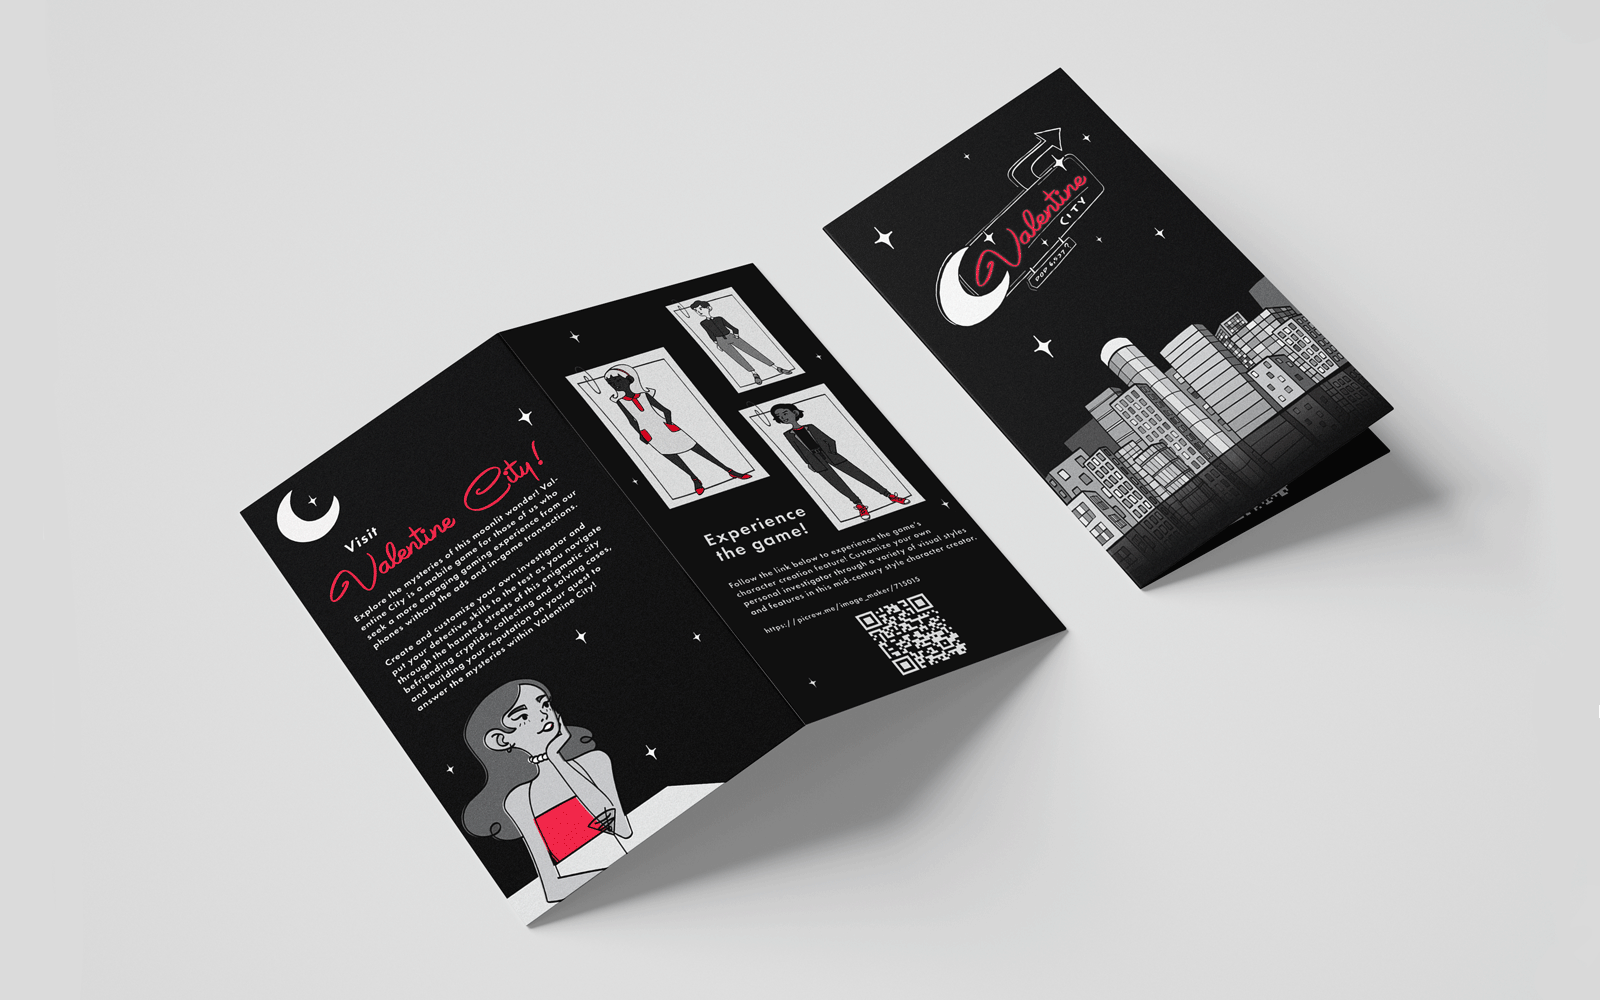 Visit
Valentine City!
Explore the mysteries of this moonlit wonder! Val-
entine City is a mobile game for those of us who
seek a more engaging gaming experience from our
phones without the ads and in-game transactions.
Create and customize your own investigator and
put your detective skills to the test as you navigate
through the haunted streets of this enigmatic city
befriending cryptids, collecting and solving cases,
and building your reputation on your quest to
answer the mysteries within Valentine City!
Experience
the game!
Follow the link below to experience the game's
character creation feature! Customize your own
personal investigator through a variety of visual styles
and features in this mid-century style character creator.
https://picrew.me/image_maker/715015
Valentine
CITY
POP